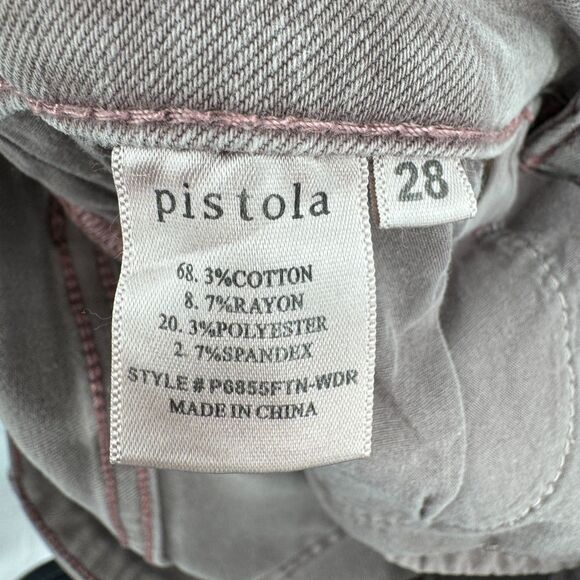 pistola
28
68. 3%COTTON
8. 7%RAYON
20. 3%POLYESTER
2. 7%SPANDEX
STYLE # P6855FTN-WDR
MADE IN CHINA